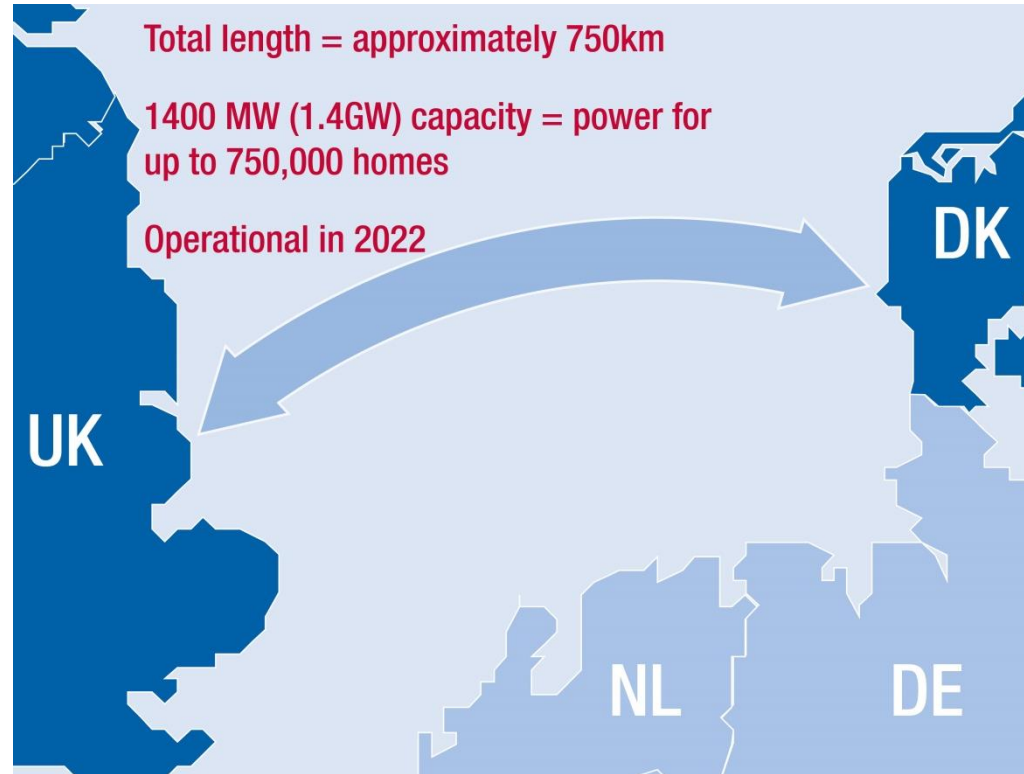 Total length = approximately 750km
1400 MW (1.4GW) capacity = power for
up to 750,000 homes
Operational in 2022
DK
UK
NL
DE